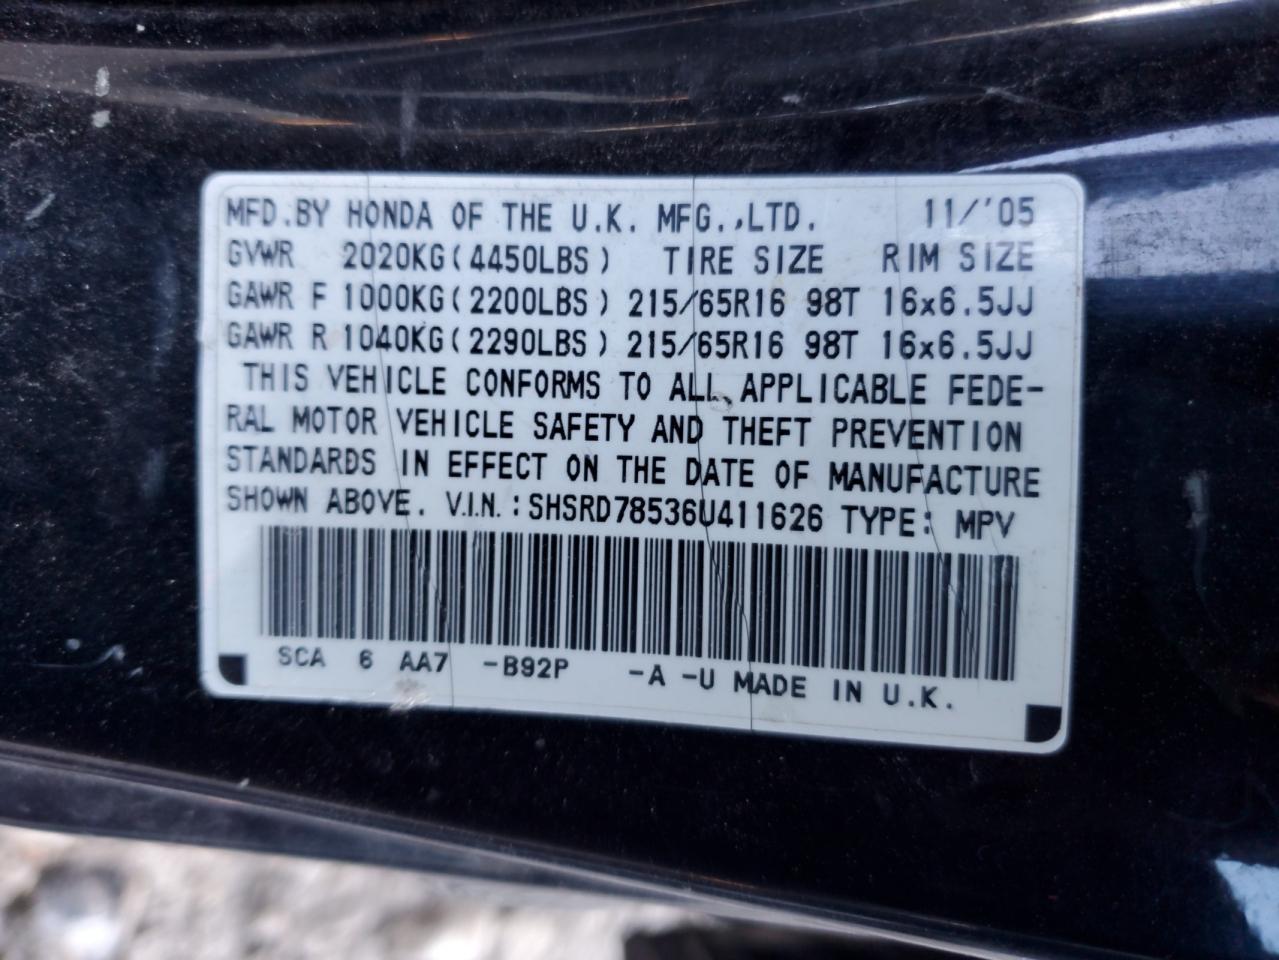 MFD.BY HONDA OF THE U.K. MFG.,LTD. 11/'05
GVWR 2020KG(4450LBS) TIRE SIZE RIM SIZE
GAWR F 1000KG(2200LBS) 215/65R16 98T 16x6.5JJ
GAWR R 1040KG(2290LBS) 215/65R16 98T 16x6.5JJ
THIS VEHICLE CONFORMS TO ALL APPLICABLE FEDE-
RAL MOTOR VEHICLE SAFETY AND THEFT PREVENTION
STANDARDS IN EFFECT ON THE DATE OF MANUFACTURE
SHOWN ABOVE. V.I.N.:SHSRD78536U411626 TYPE: MPV
SCA 6 AA7 -B92P -A -U MADE IN U.K.